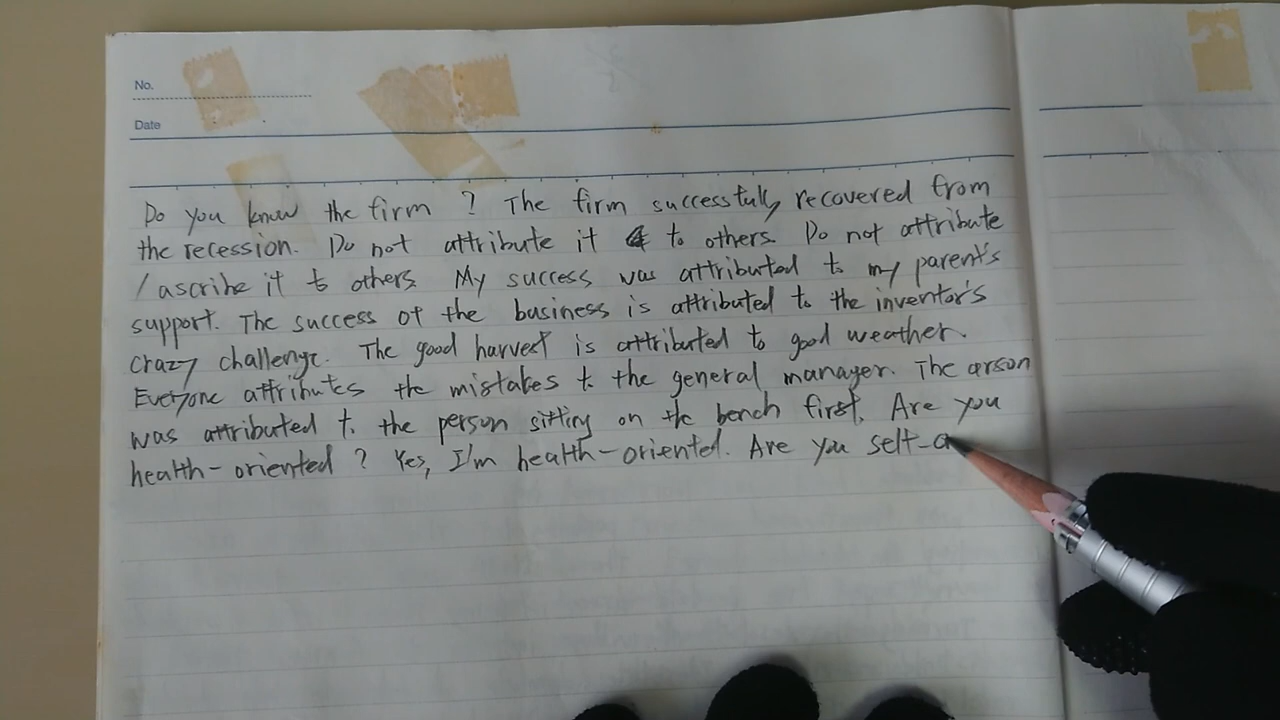 No.
Date
Do you know the firm ? The firm successfully recovered from
the recession. Do not attribute it to others. Do not attribute
/ ascribe it to others. My success was attributed to my parent's
support. The success of the business is attributed to the inventor's
crazy challenge. The good harvest is attributed to good weather.
Everyone attributes the mistakes to the general manager. The arson
was attributed to the person sitting on the bench first. Are you
health-oriented ? Yes, I'm health-oriented. Are you self-a